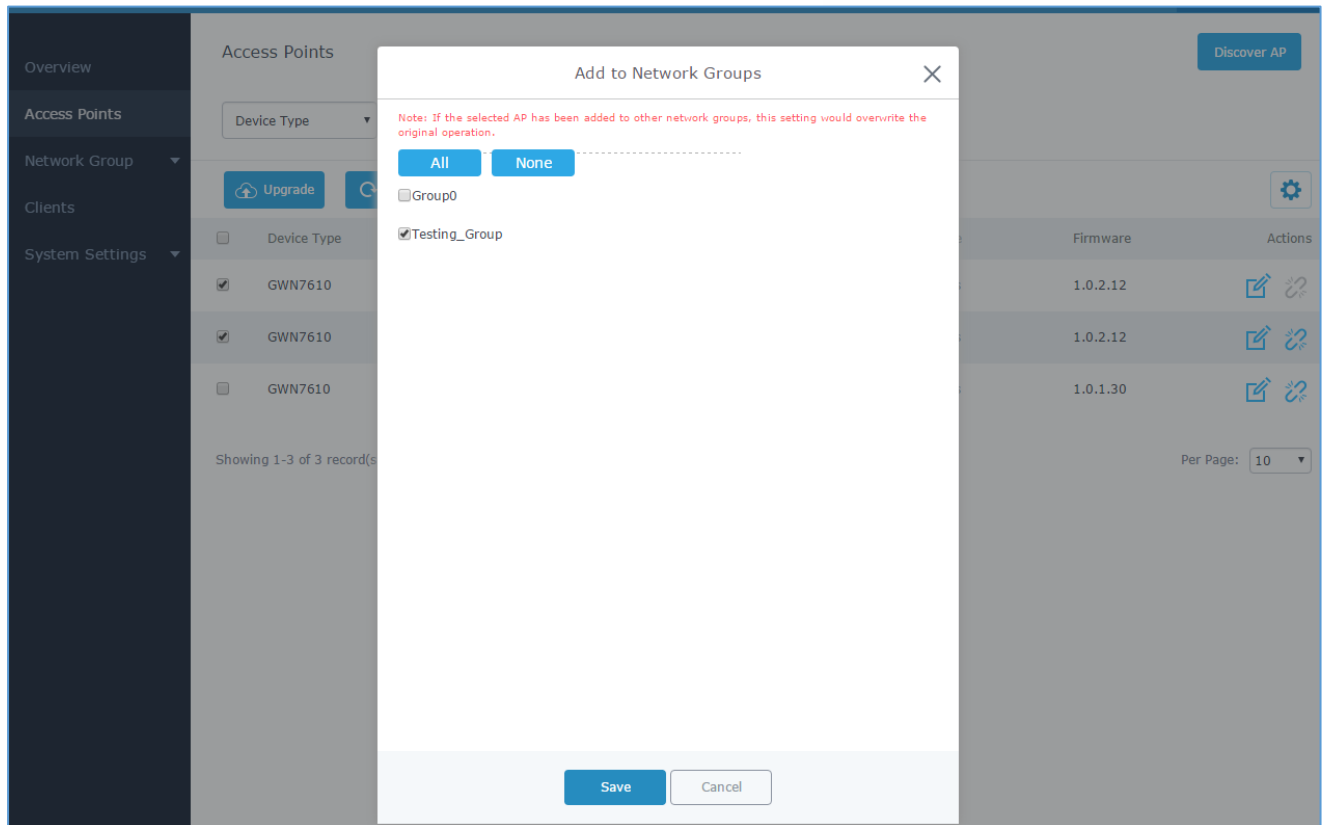 Overview
Access Points
Network Group
Clients
System Settings
Access Points
Discover AP
Device Type
Upgrade
Device Type Firmware Actions
GWN7610 1.0.2.12
GWN7610 1.0.2.12
GWN7610 1.0.1.30
Showing 1-3 of 3 record(s
Per Page: 10
Add to Network Groups
Note: If the selected AP has been added to other network groups, this setting would overwrite the
original operation.
All None
Group0
Testing_Group
Save Cancel